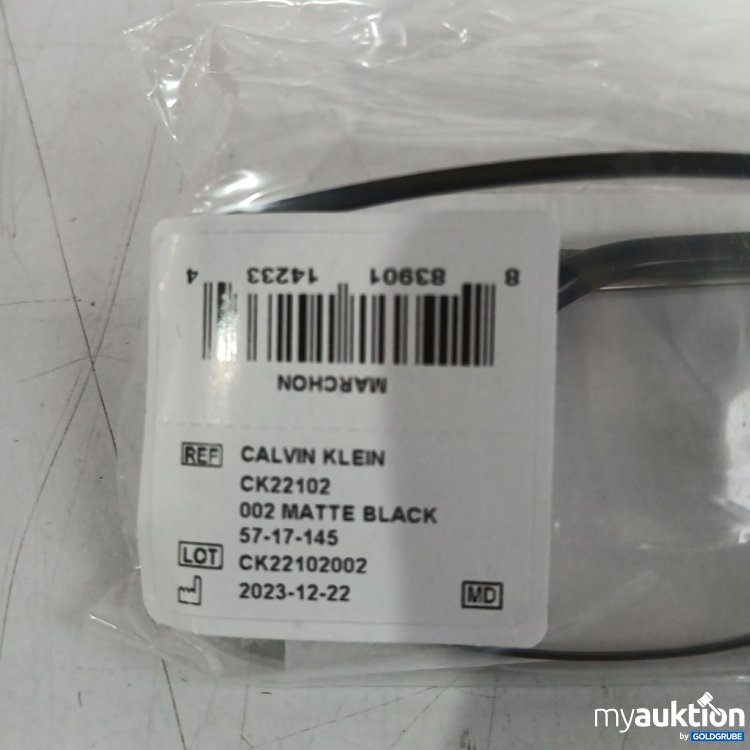 8 83901 14233 4
MARCHON
REF CALVIN KLEIN
CK22102
002 MATTE BLACK
57-17-145
LOT CK22102002
2023-12-22 MD
myauktion
by GOLDGRUBE